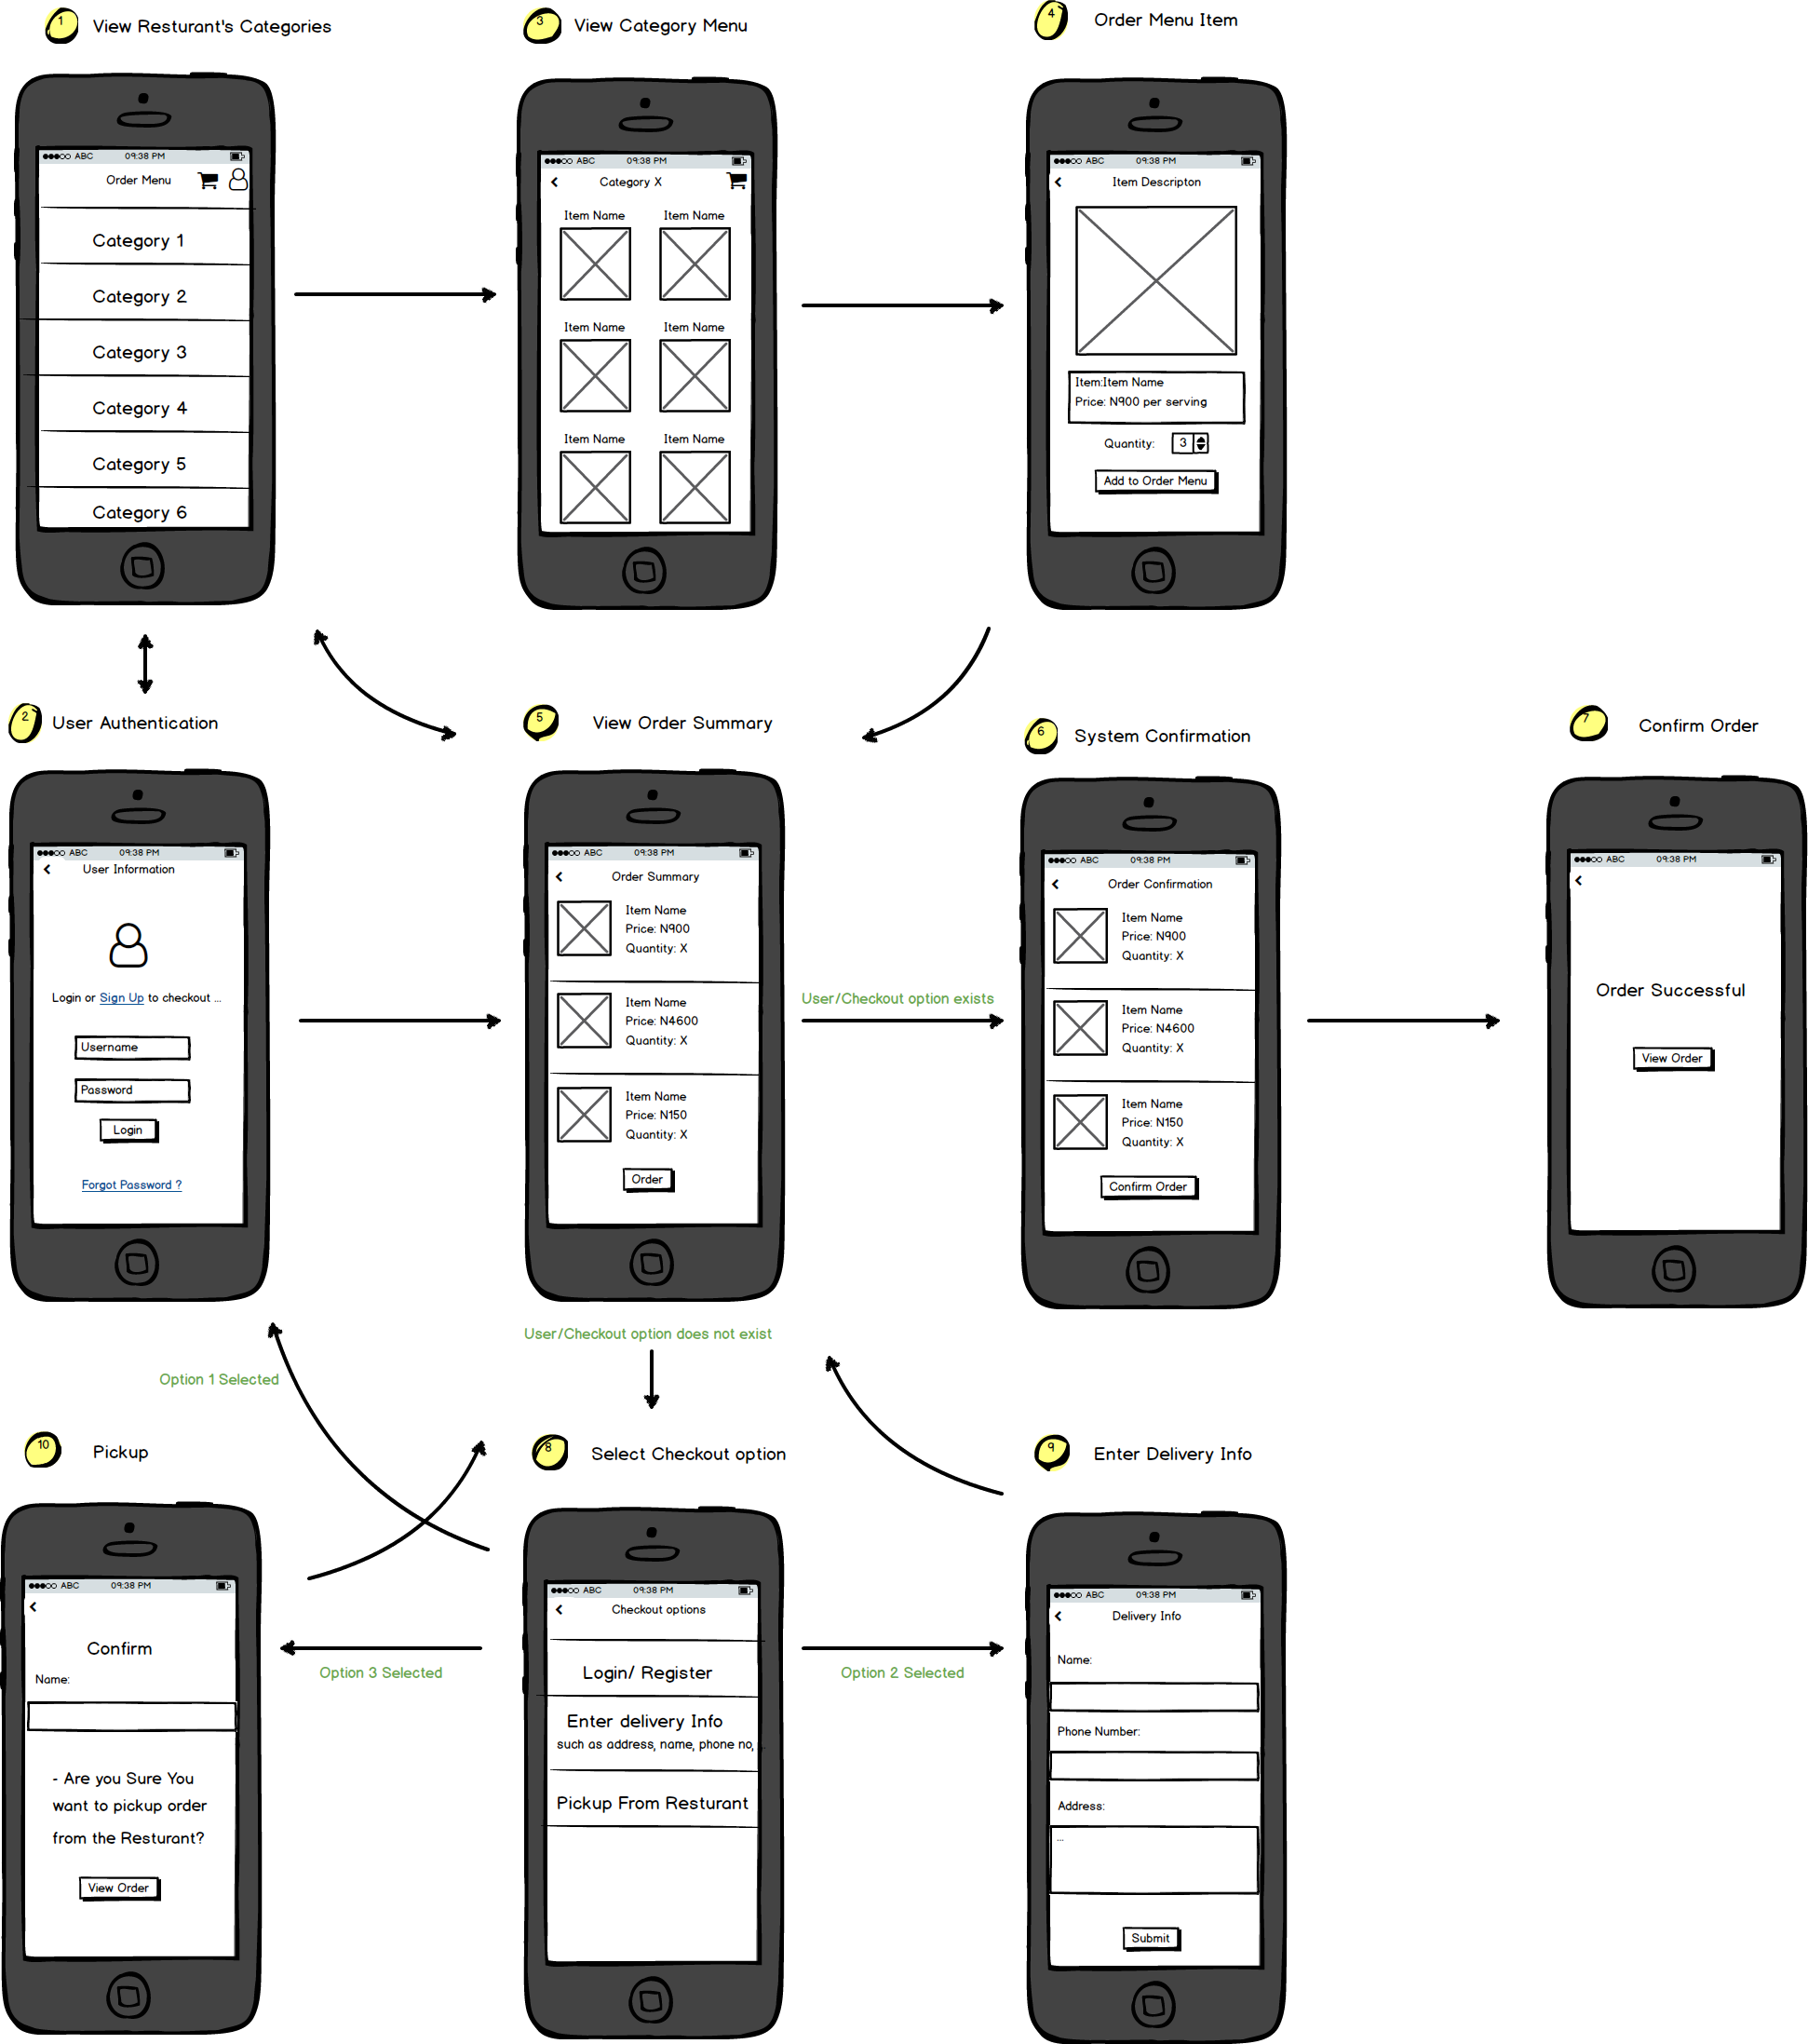 1 View Resturant's Categories
ABC 09:38 PM
Order Menu
Category 1
Category 2
Category 3
Category 4
Category 5
Category 6
3 View Category Menu
ABC 09:38 PM
Category X
Item Name Item Name
Item Name Item Name
Item Name Item Name
4 Order Menu Item
ABC 09:38 PM
Item Descripton
Item:Item Name
Price: N900 per serving
Quantity: 3
Add to Order Menu
2 User Authentication
ABC 09:38 PM
User Information
Login or Sign Up to checkout ...
Username
Password
Login
Forgot Password ?
5 View Order Summary
ABC 09:38 PM
Order Summary
Item Name
Price: N900
Quantity: X
Item Name
Price: N4600
Quantity: X
Item Name
Price: N150
Quantity: X
Order
User/Checkout option exists
6 System Confirmation
ABC 09:38 PM
Order Confirmation
Item Name
Price: N900
Quantity: X
Item Name
Price: N4600
Quantity: X
Item Name
Price: N150
Quantity: X
Confirm Order
7 Confirm Order
ABC 09:38 PM
Order Successful
View Order
User/Checkout option does not exist
Option 1 Selected
10 Pickup
ABC 09:38 PM
Confirm
Name:
- Are you Sure You
want to pickup order
from the Resturant?
View Order
Option 3 Selected
8 Select Checkout option
ABC 09:38 PM
Checkout options
Login/ Register
Enter delivery Info
such as address, name, phone no,
Pickup From Resturant
Option 2 Selected
9 Enter Delivery Info
ABC 09:38 PM
Delivery Info
Name:
Phone Number:
Address:
...
Submit